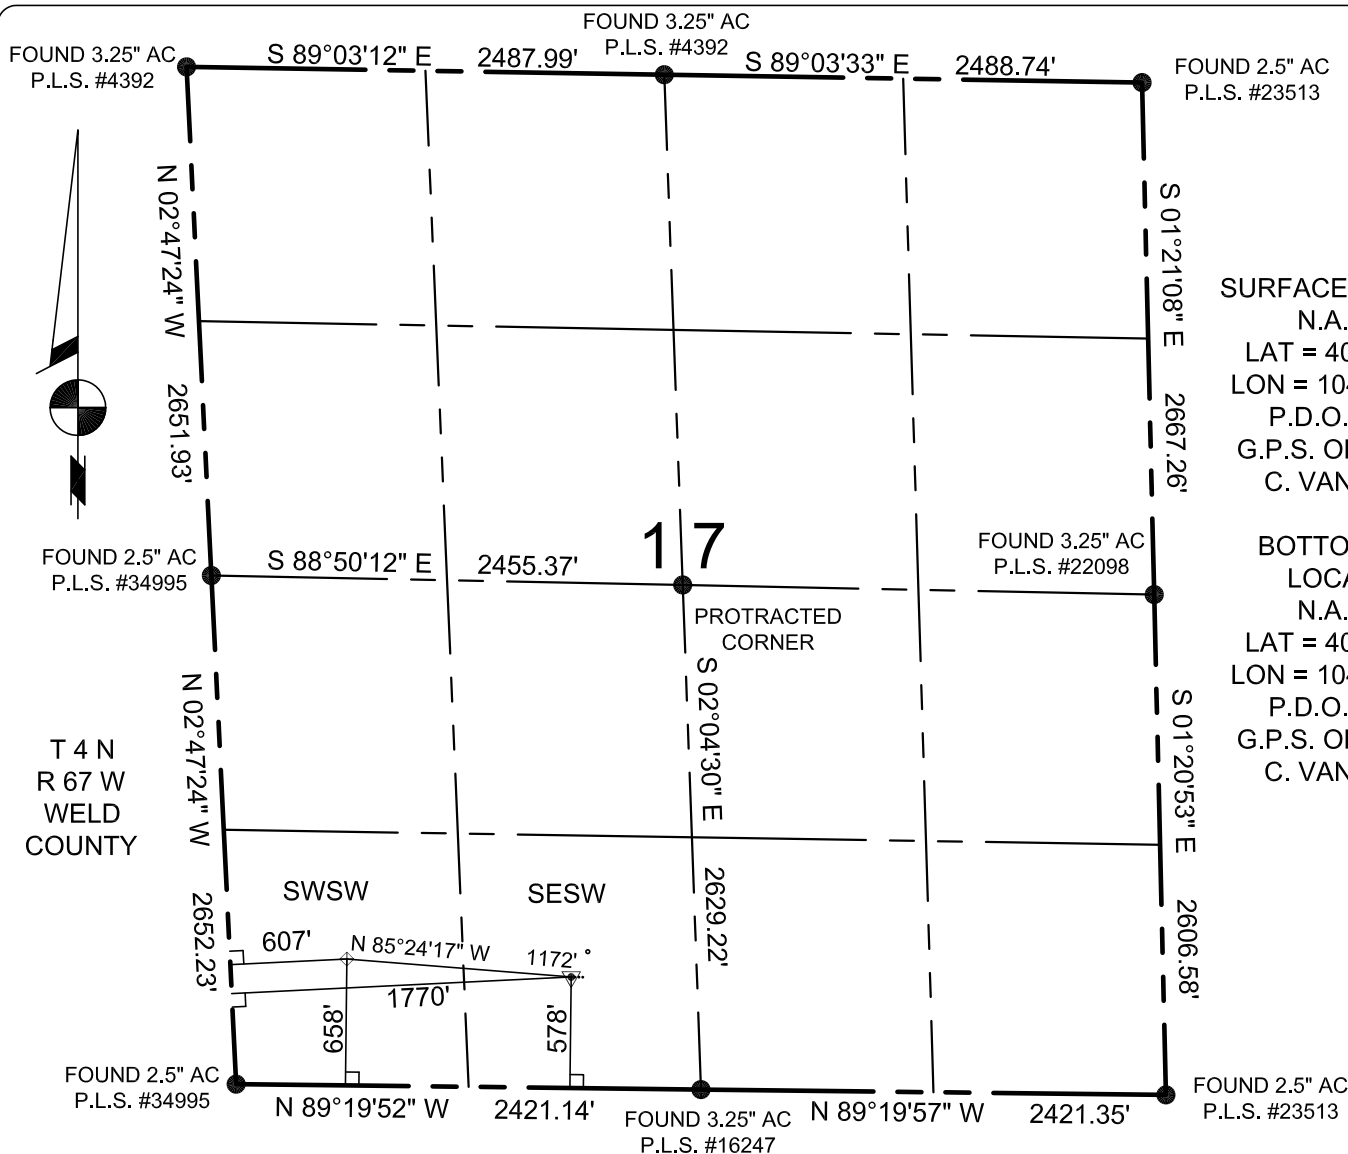 FOUND 3.25" AC
P.L.S. #4392
S 89°03'12" E
2487.99'
FOUND 3.25" AC
P.L.S. #4392
S 89°03'33" E
2488.74'
FOUND 2.5" AC
P.L.S. #23513
N 02°47'24" W
2651.93'
S 01°21'08" E
2667.26'
SURFACE
N.A.
LAT = 40
LON = 104
P.D.O.
G.P.S. O
C. VAN
FOUND 2.5" AC
P.L.S. #34995
S 88°50'12" E
2455.37'
17
PROTRACTED
CORNER
FOUND 3.25" AC
P.L.S. #22098
BOTTO
LOCA
N.A.
LAT = 40
LON = 104
P.D.O.
G.P.S. O
C. VAN
T 4 N
R 67 W
WELD
COUNTY
N 02°47'24" W
2652.23'
S 02°04'30" E
2629.22'
S 01°20'53" E
2606.58'
SWSW
SESW
607'
N 85°24'17" W
1172'
1770'
658'
578'
FOUND 2.5" AC
P.L.S. #34995
N 89°19'52" W
2421.14'
FOUND 3.25" AC
P.L.S. #16247
N 89°19'57" W
2421.35'
FOUND 2.5" AC
P.L.S. #23513